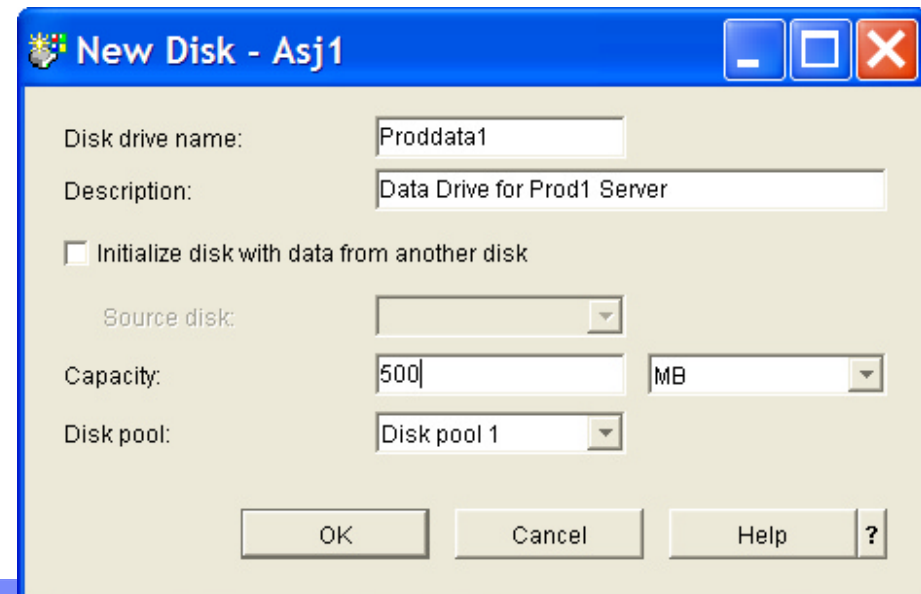 New Disk - Asj1
Disk drive name: Proddata1
Description: Data Drive for Prod1 Server
Initialize disk with data from another disk
Source disk:
Capacity: 500 MB
Disk pool: Disk pool 1
OK Cancel Help ?